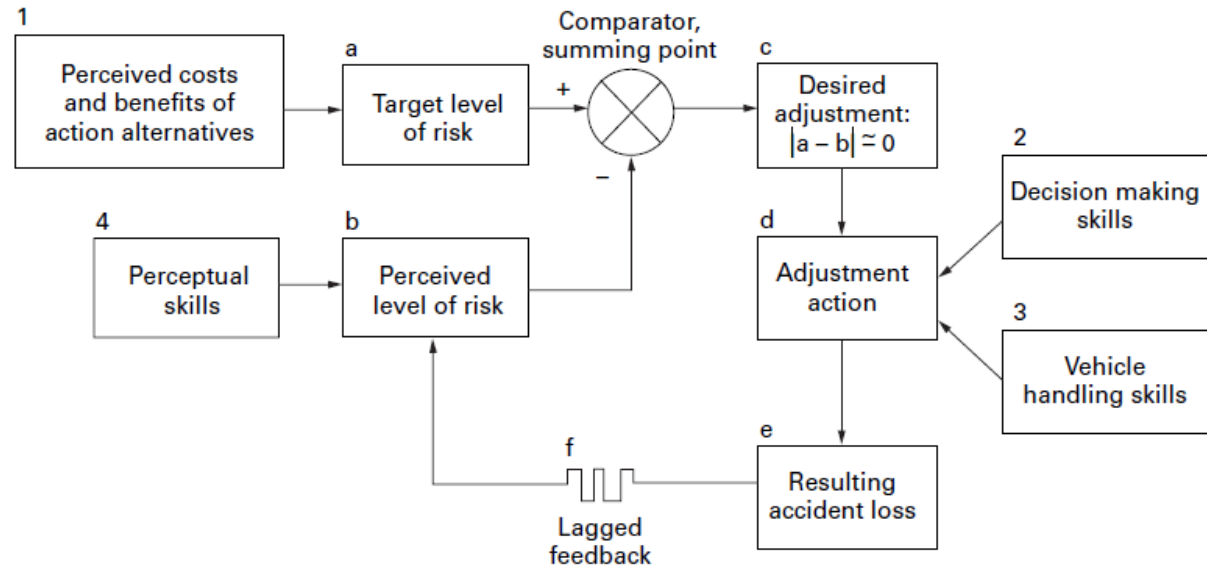 1
Perceived costs
and benefits of
action alternatives
a
Target level
of risk
+
Comparator,
summing point
–
c
Desired
adjustment:
|a – b| ≃ 0
2
Decision making
skills
4
Perceptual
skills
b
Perceived
level of risk
d
Adjustment
action
3
Vehicle
handling skills
e
Resulting
accident loss
f
Lagged
feedback